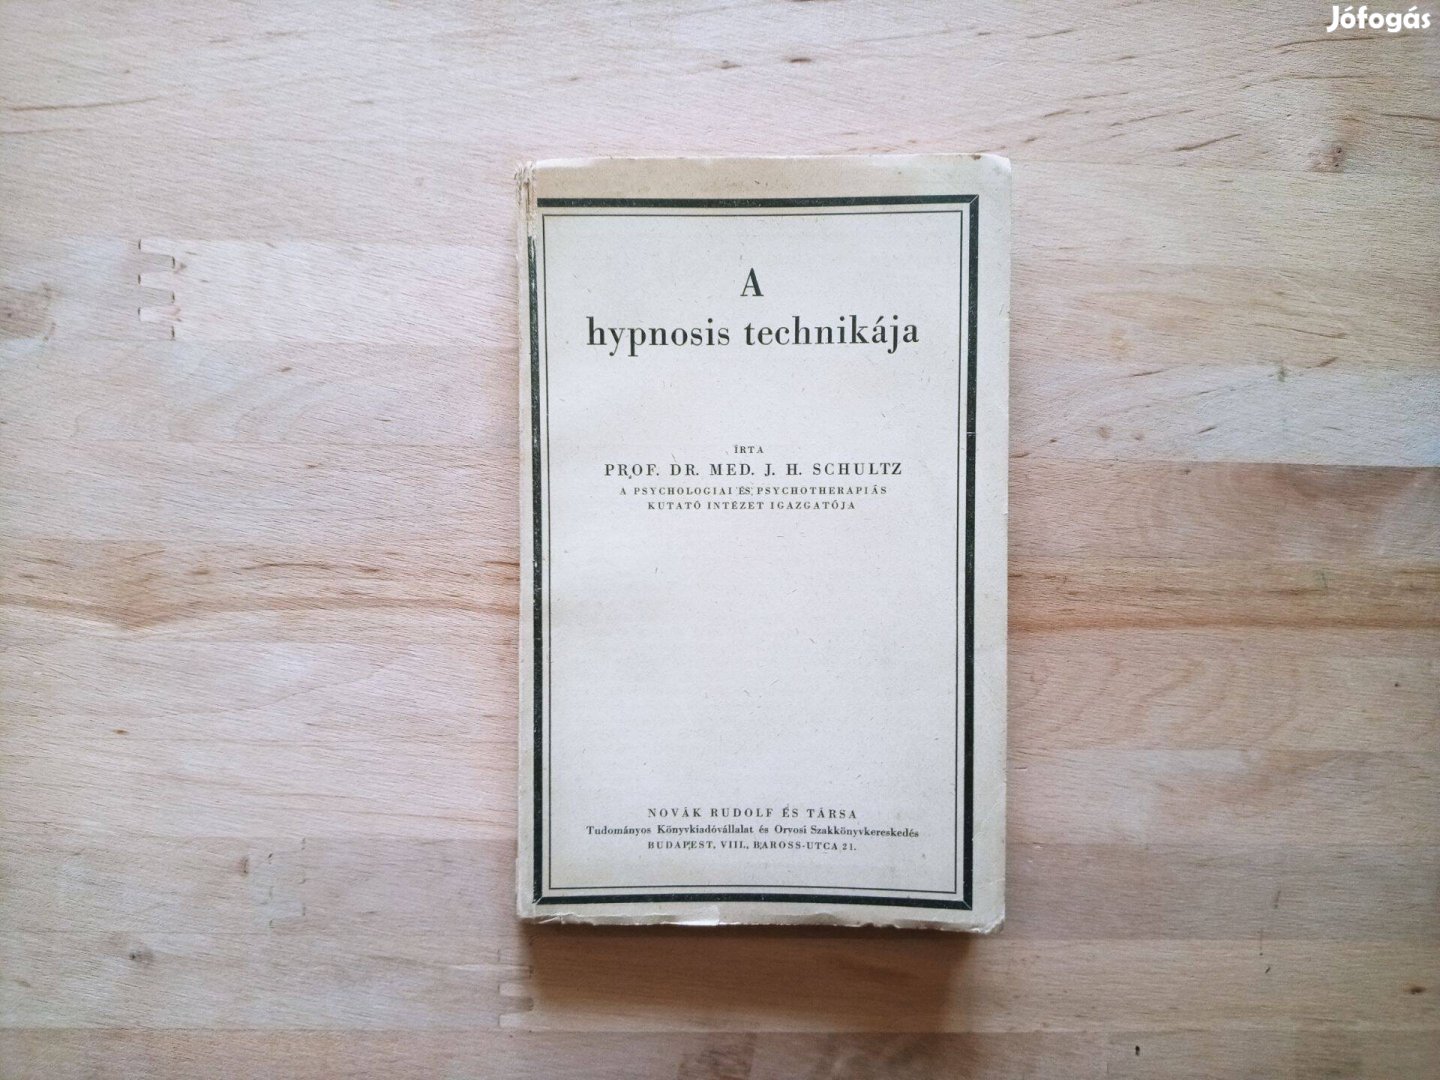 Jófogás
A
hypnosis technikája
ÍRTA
PROF. DR. MED. J. H. SCHULTZ
A PSYCHOLOGIAI ÉS PSYCHOTHERAPIÁS
KUTATÓ INTÉZET IGAZGATÓJA
NOVÁK RUDOLF ÉS TÁRSA
Tudományos Könyvkiadóvállalat és Orvosi Szakkönyvkereskedés
BUDAPEST, VIII., BAROSS-UTCA 21.